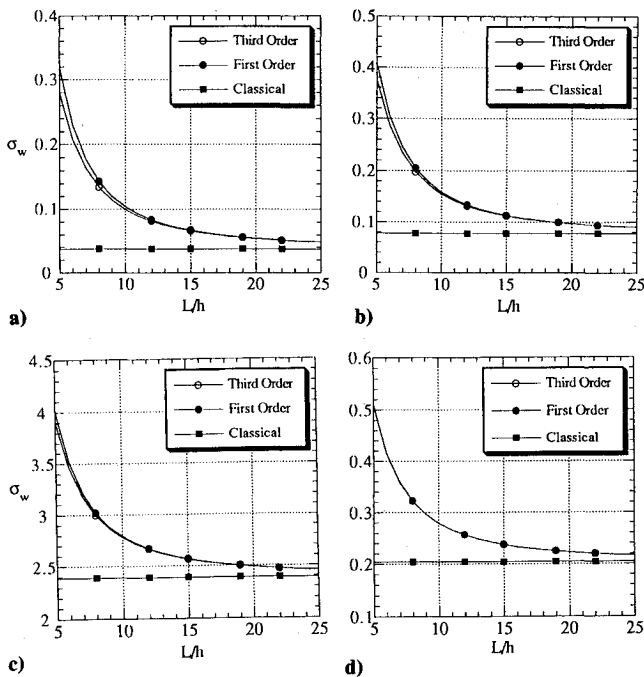 0.4
0.3
0.2
0.1
0
σw
Third Order
First Order
Classical
5 10 15 20 25
L/h
a)
0.5
0.4
0.3
0.2
0.1
0
Third Order
First Order
Classical
5 10 15 20 25
L/h
b)
4.5
4
3.5
3
2.5
2
σw
Third Order
First Order
Classical
5 10 15 20 25
L/h
c)
0.6
0.5
0.4
0.3
0.2
0.1
Third Order
First Order
Classical
5 10 15 20 25
L/h
d)